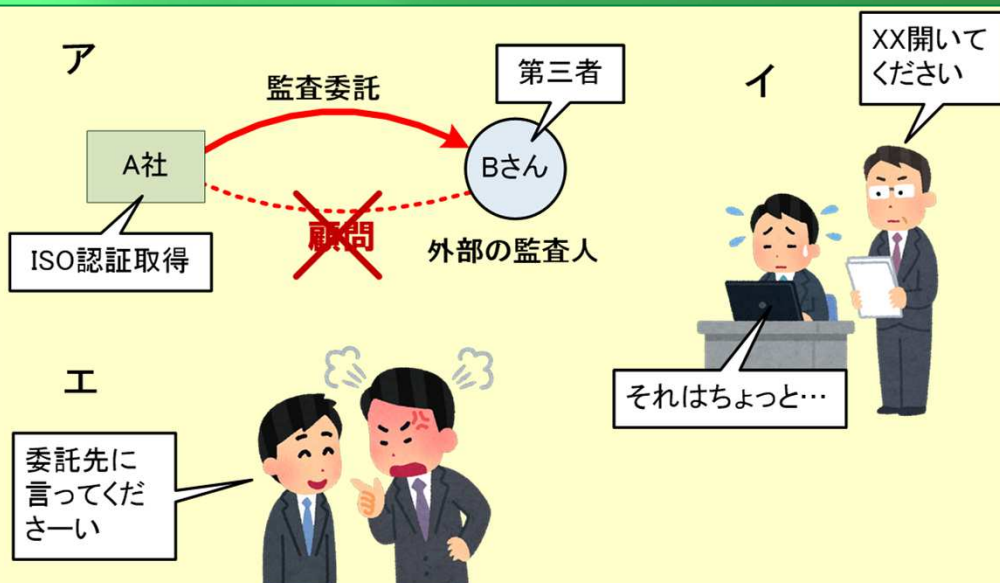 ア
監査委託
第三者
A社
Bさん
顧問
ISO認証取得
外部の監査人
イ
XX開いて
ください
それはちょっと…
エ
委託先に
言ってくだ
さーい